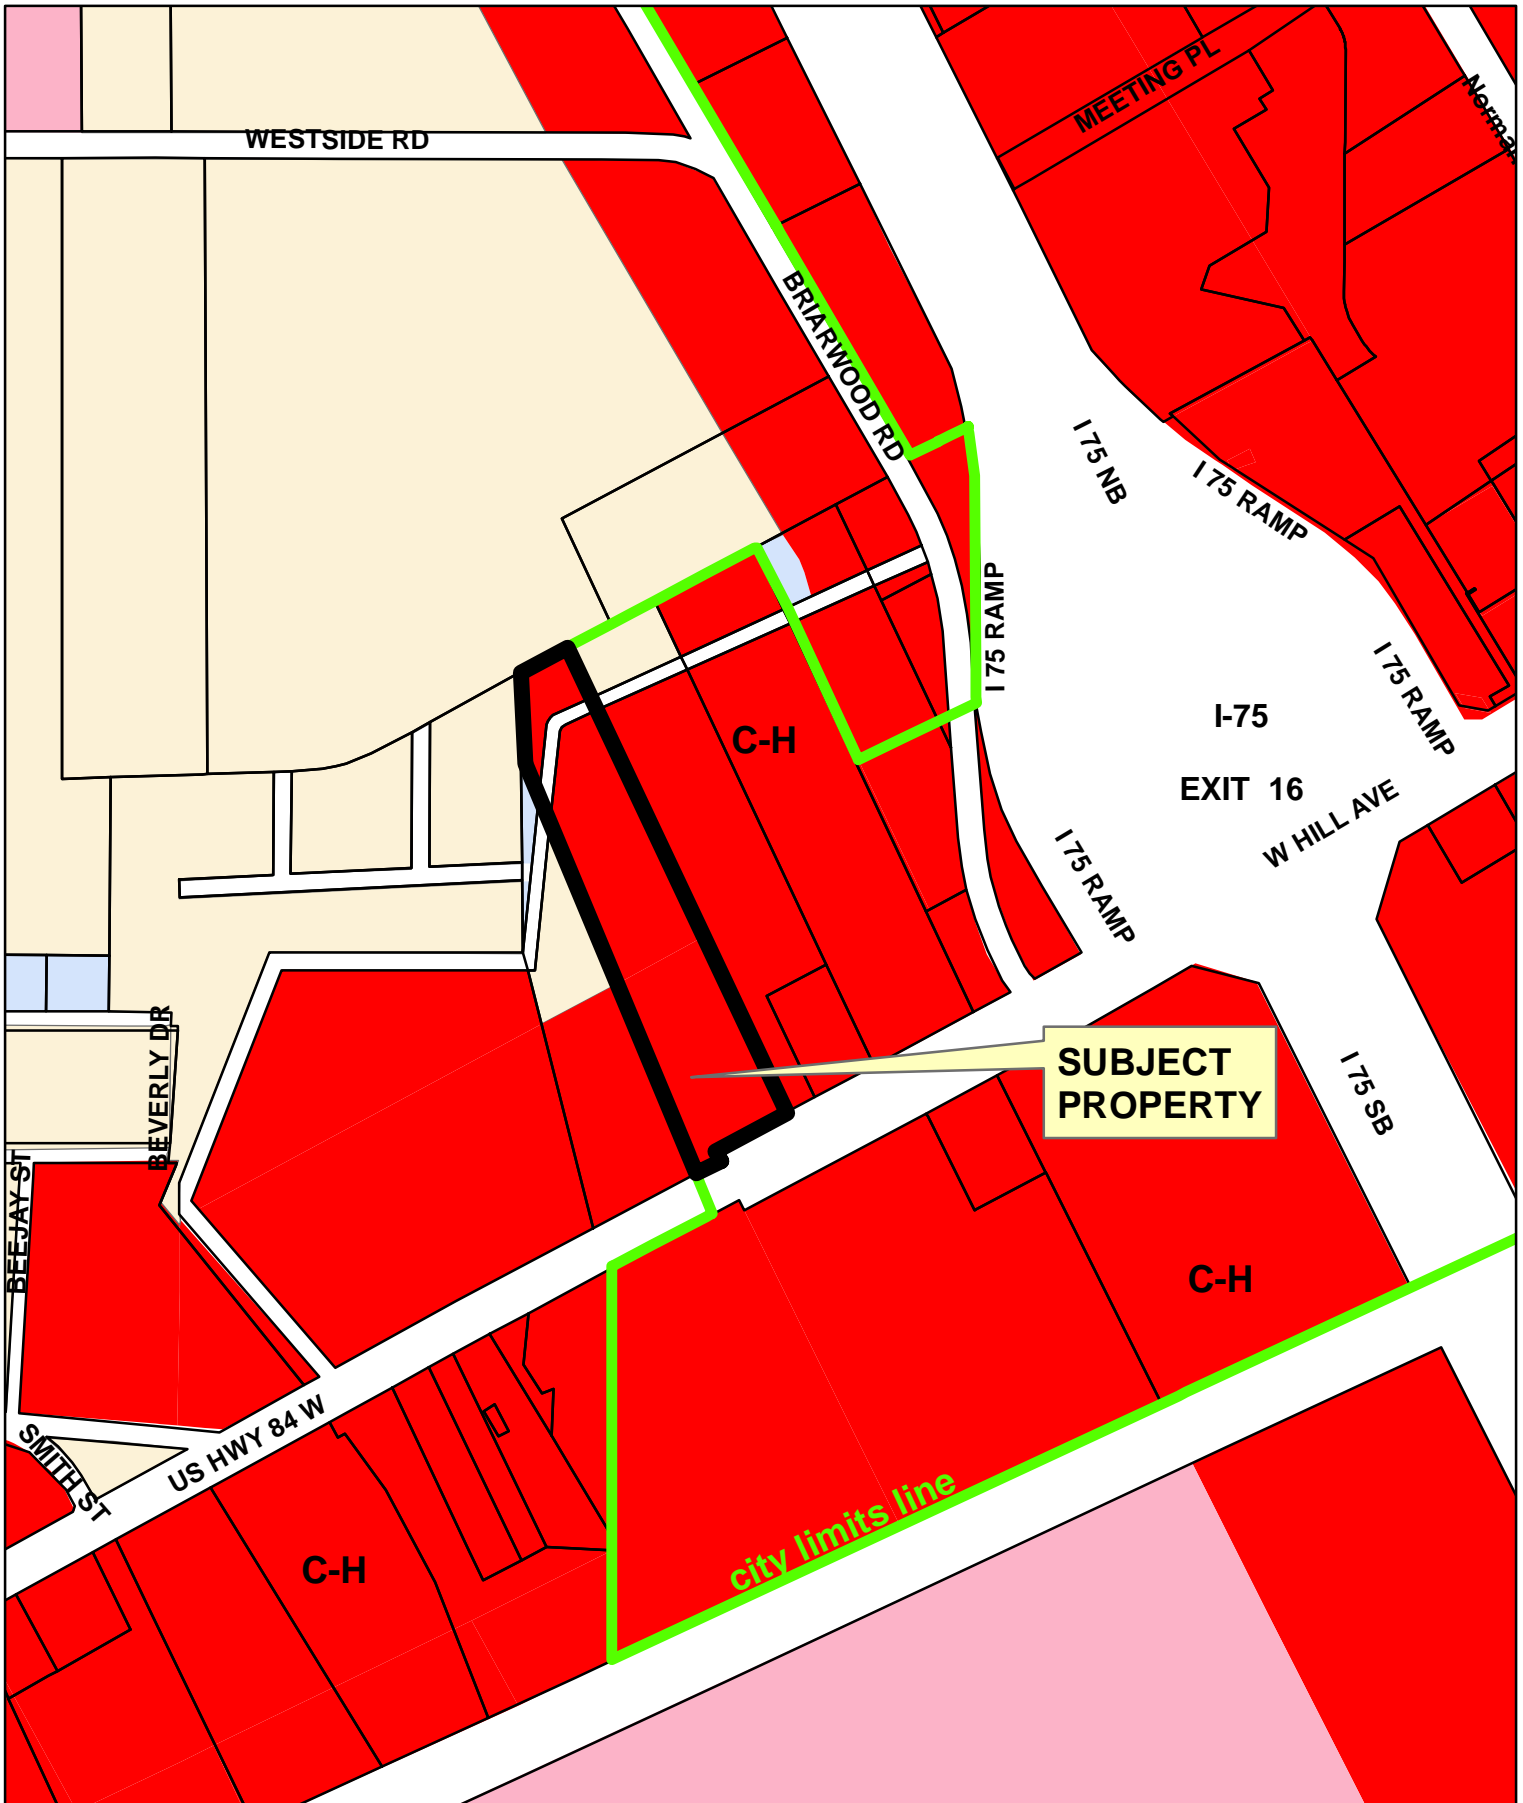 MEETING PL
WESTSIDE RD
BRIARWOOD RD
I 75 NB
I 75 RAMP
I 75 RAMP
I 75 RAMP
I-75
EXIT 16
C-H
W HILL AVE
I 75 RAMP
SUBJECT
PROPERTY
I 75 SB
BEVERLY DR
BEEJAY ST
C-H
US HWY 84 W
SMITH ST
city limits line
C-H